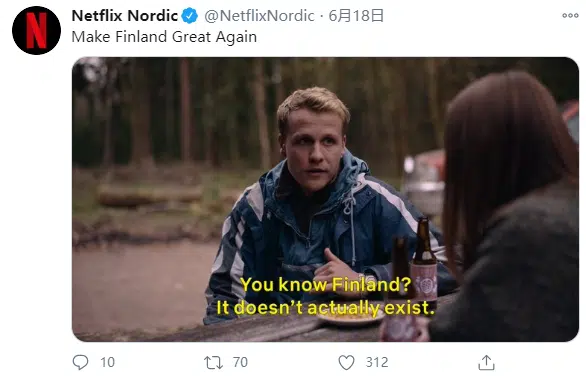 Netflix Nordic @NetflixNordic · 6月18日
Make Finland Great Again
You know Finland?
It doesn't actually exist.
10 70 312